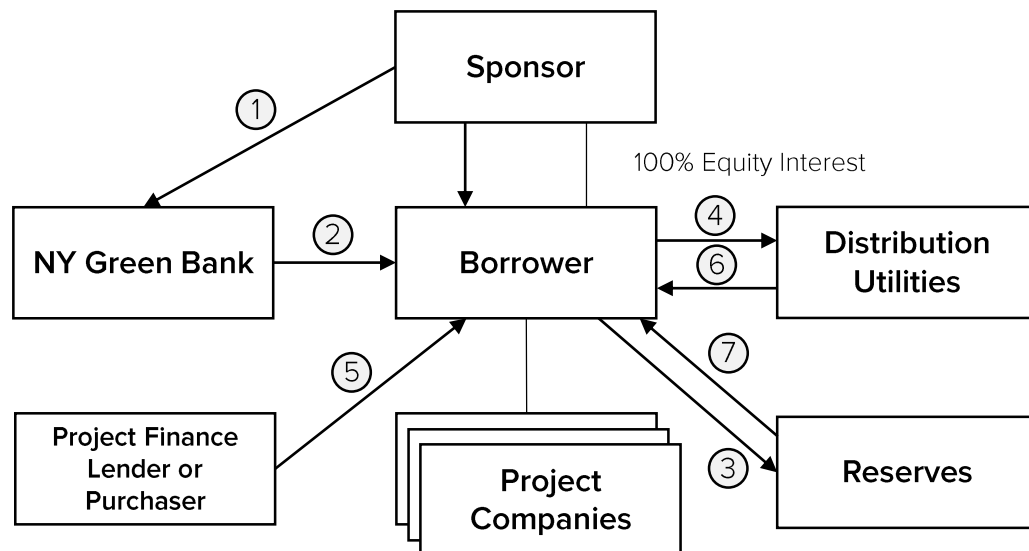 Sponsor
1
100% Equity Interest
NY Green Bank
2
Borrower
4
6
Distribution
Utilities
5
7
3
Project Finance
Lender or
Purchaser
Project
Companies
Reserves